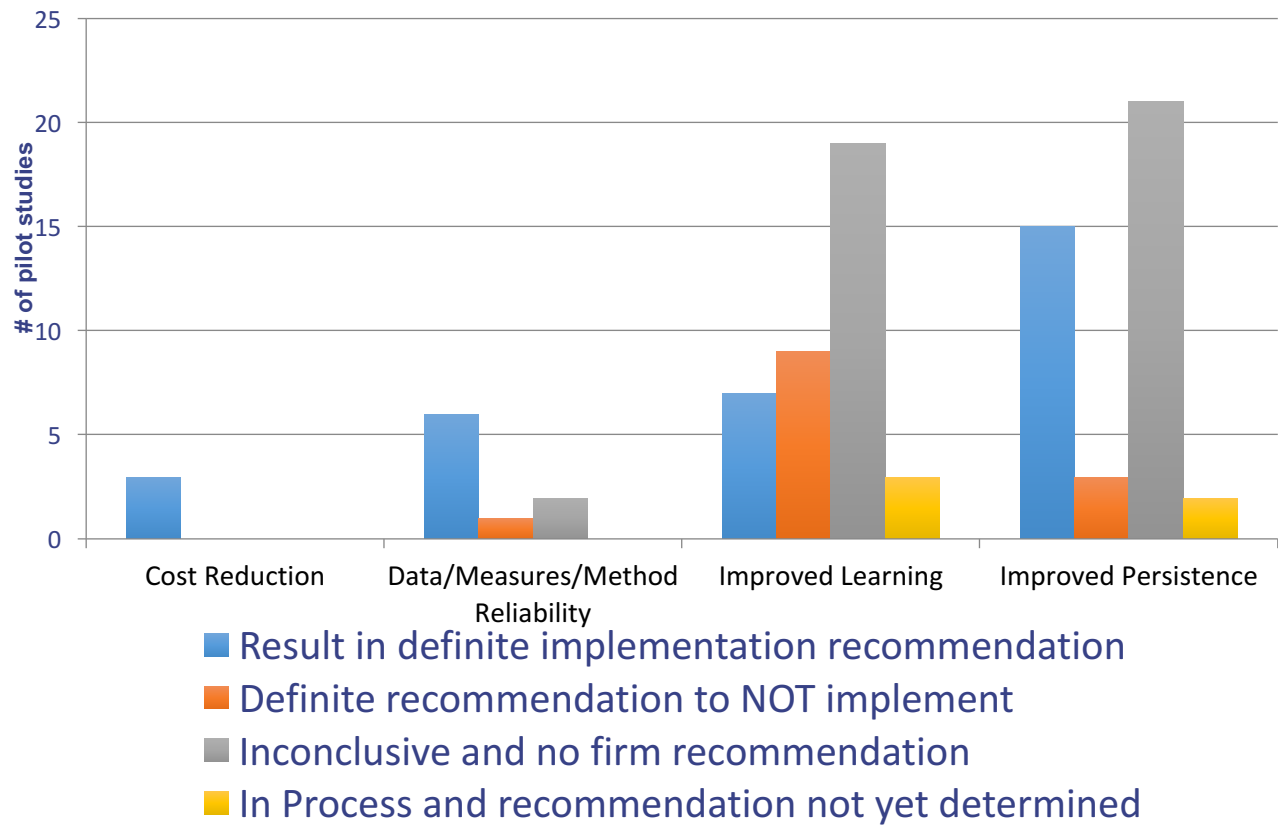 25
20
15
10
5
0
# of pilot studies
Cost Reduction
Data/Measures/Method
Reliability
Improved Learning
Improved Persistence
Result in definite implementation recommendation
Definite recommendation to NOT implement
Inconclusive and no firm recommendation
In Process and recommendation not yet determined